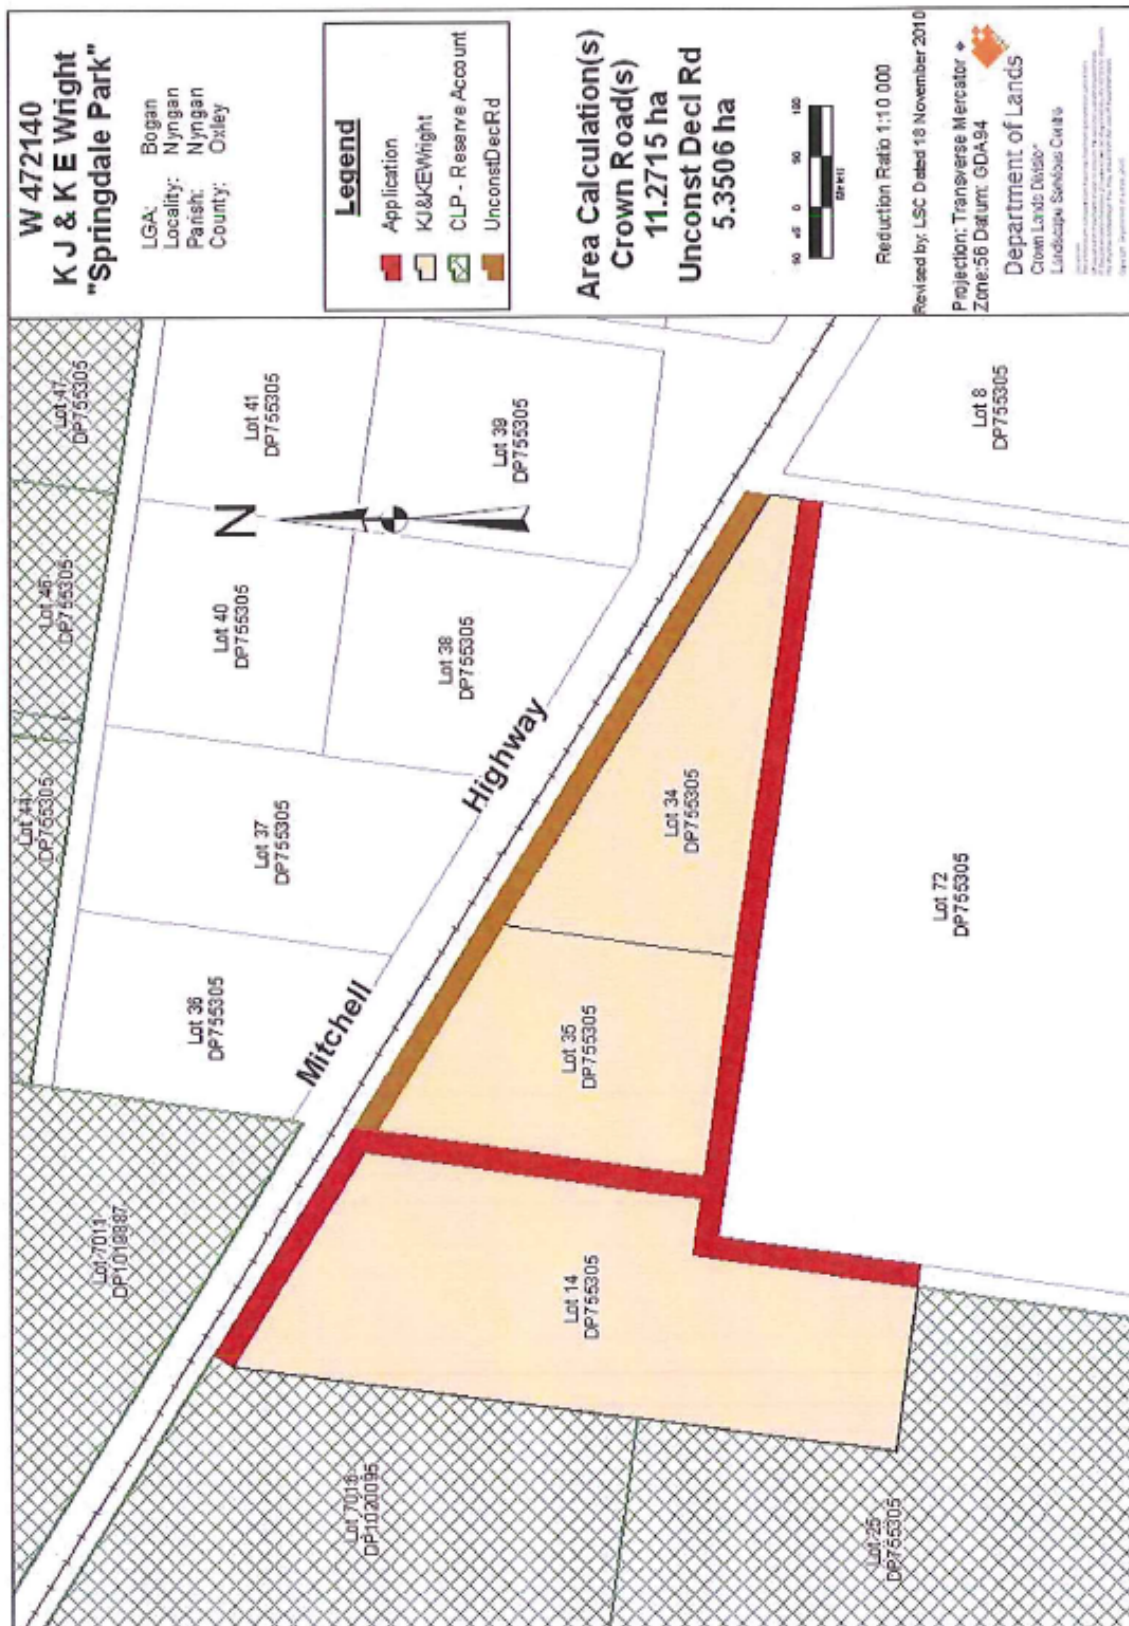 W 472140
K J & K E Wright
"Springdale Park"
LGA: Bogan
Locality: Nyngan
Parish: Nyngan
County: Oxley
Legend
Application
KJ&KEWright
CLP - Reserve Account
UnconstDecRd
Area Calculation(s)
Crown Road(s)
11.2715 ha
Unconst Decl Rd
5.3506 ha
Reduction Ratio 1:10 000
Revised by: LSC Dated 18 November 2010
Projection: Transverse Mercator
Zone:56 Datum: GDA94
Department of Lands
Crown Lands Division
Landscape Services Centre
N
Lot 7011
DP1019887
Lot 44
DP755305
Lot 46
DP755305
Lot 47
DP755305
Lot 36
DP755305
Lot 37
DP755305
Lot 40
DP755305
Lot 41
DP755305
Lot 38
DP755305
Lot 39
DP755305
Mitchell
Highway
Lot 7018
DP1020095
Lot 14
DP755305
Lot 35
DP755305
Lot 34
DP755305
Lot 25
DP755305
Lot 72
DP755305
Lot 8
DP755305